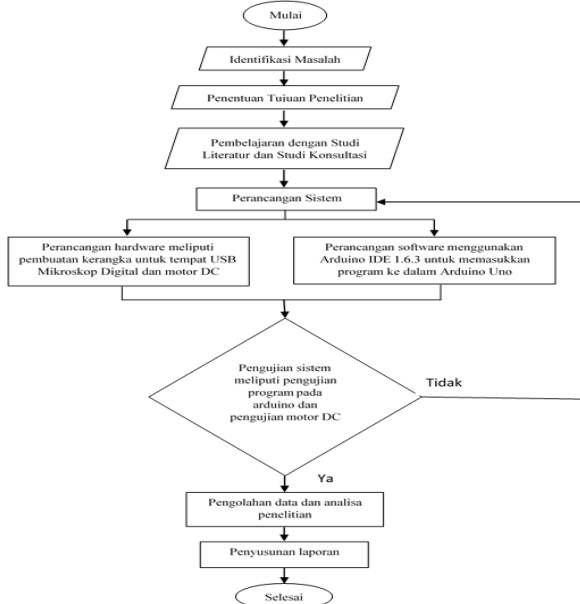 Mulai
Identifikasi Masalah
Penentuan Tujuan Penelitian
Pembelajaran dengan Studi
Literatur dan Studi Konsultasi
Perancangan Sistem
Perancangan hardware meliputi
pembuatan kerangka untuk tempat USB
Mikroskop Digital dan motor DC
Perancangan software menggunakan
Arduino IDE 1.6.3 untuk memasukkan
program ke dalam Arduino Uno
Pengujian sistem
meliputi pengujian
program pada
arduino dan
pengujian motor DC
Tidak
Ya
Pengolahan data dan analisa
penelitian
Penyusunan laporan
Selesai